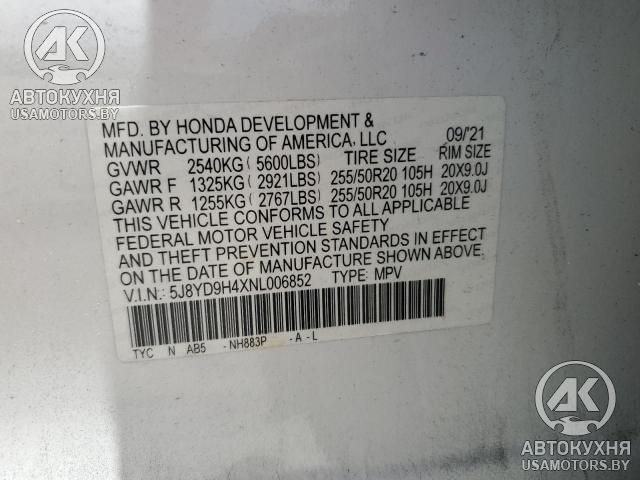 АК
АВТОКУХНЯ
USAMOTORS.BY
MFD. BY HONDA DEVELOPMENT &
MANUFACTURING OF AMERICA, LLC 09/'21
GVWR 2540KG ( 5600LBS) TIRE SIZE RIM SIZE
GAWR F 1325KG ( 2921LBS) 255/50R20 105H 20X9.0J
GAWR R 1255KG ( 2767LBS) 255/50R20 105H 20X9.0J
THIS VEHICLE CONFORMS TO ALL APPLICABLE
FEDERAL MOTOR VEHICLE SAFETY
AND THEFT PREVENTION STANDARDS IN EFFECT
ON THE DATE OF MANUFACTURE SHOWN ABOVE.
V.I.N.: 5J8YD9H4XNL006852 TYPE: MPV
TYC N AB5 -NH883P -A-L
АК
АВТОКУХНЯ
USAMOTORS.BY